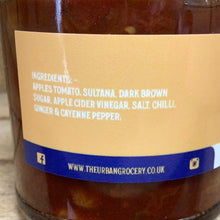 INGREDIENTS: -
APPLES TOMATO, SULTANA, DARK BROWN
SUGAR, APPLE CIDER VINEGAR, SALT, CHILLI,
GINGER & CAYENNE PEPPER.
WWW.THEURBANGROCERY.CO.UK